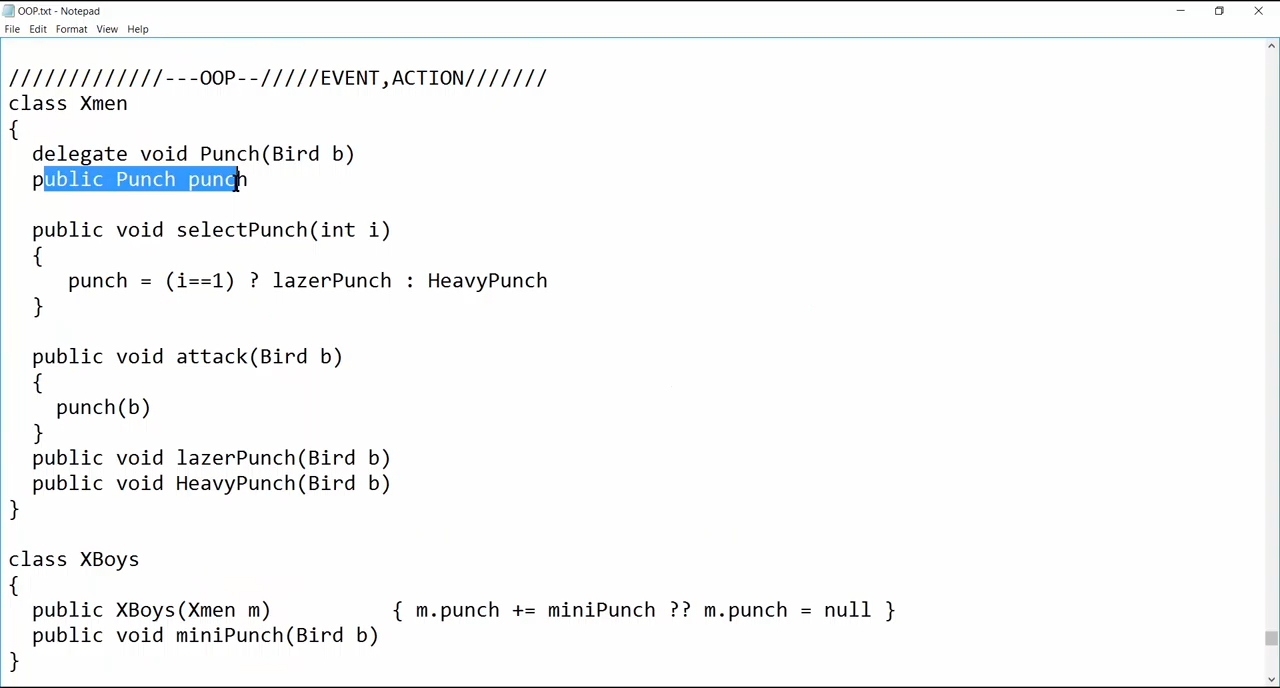 OOP.txt - Notepad
File Edit Format View Help
/////////////---OOP--/////EVENT,ACTION///////
class Xmen
{
delegate void Punch(Bird b)
public Punch punch
public void selectPunch(int i)
{
punch = (i==1) ? lazerPunch : HeavyPunch
}
public void attack(Bird b)
{
punch(b)
}
public void lazerPunch(Bird b)
public void HeavyPunch(Bird b)
}
class XBoys
{
public XBoys(Xmen m) { m.punch += miniPunch ?? m.punch = null }
public void miniPunch(Bird b)
}